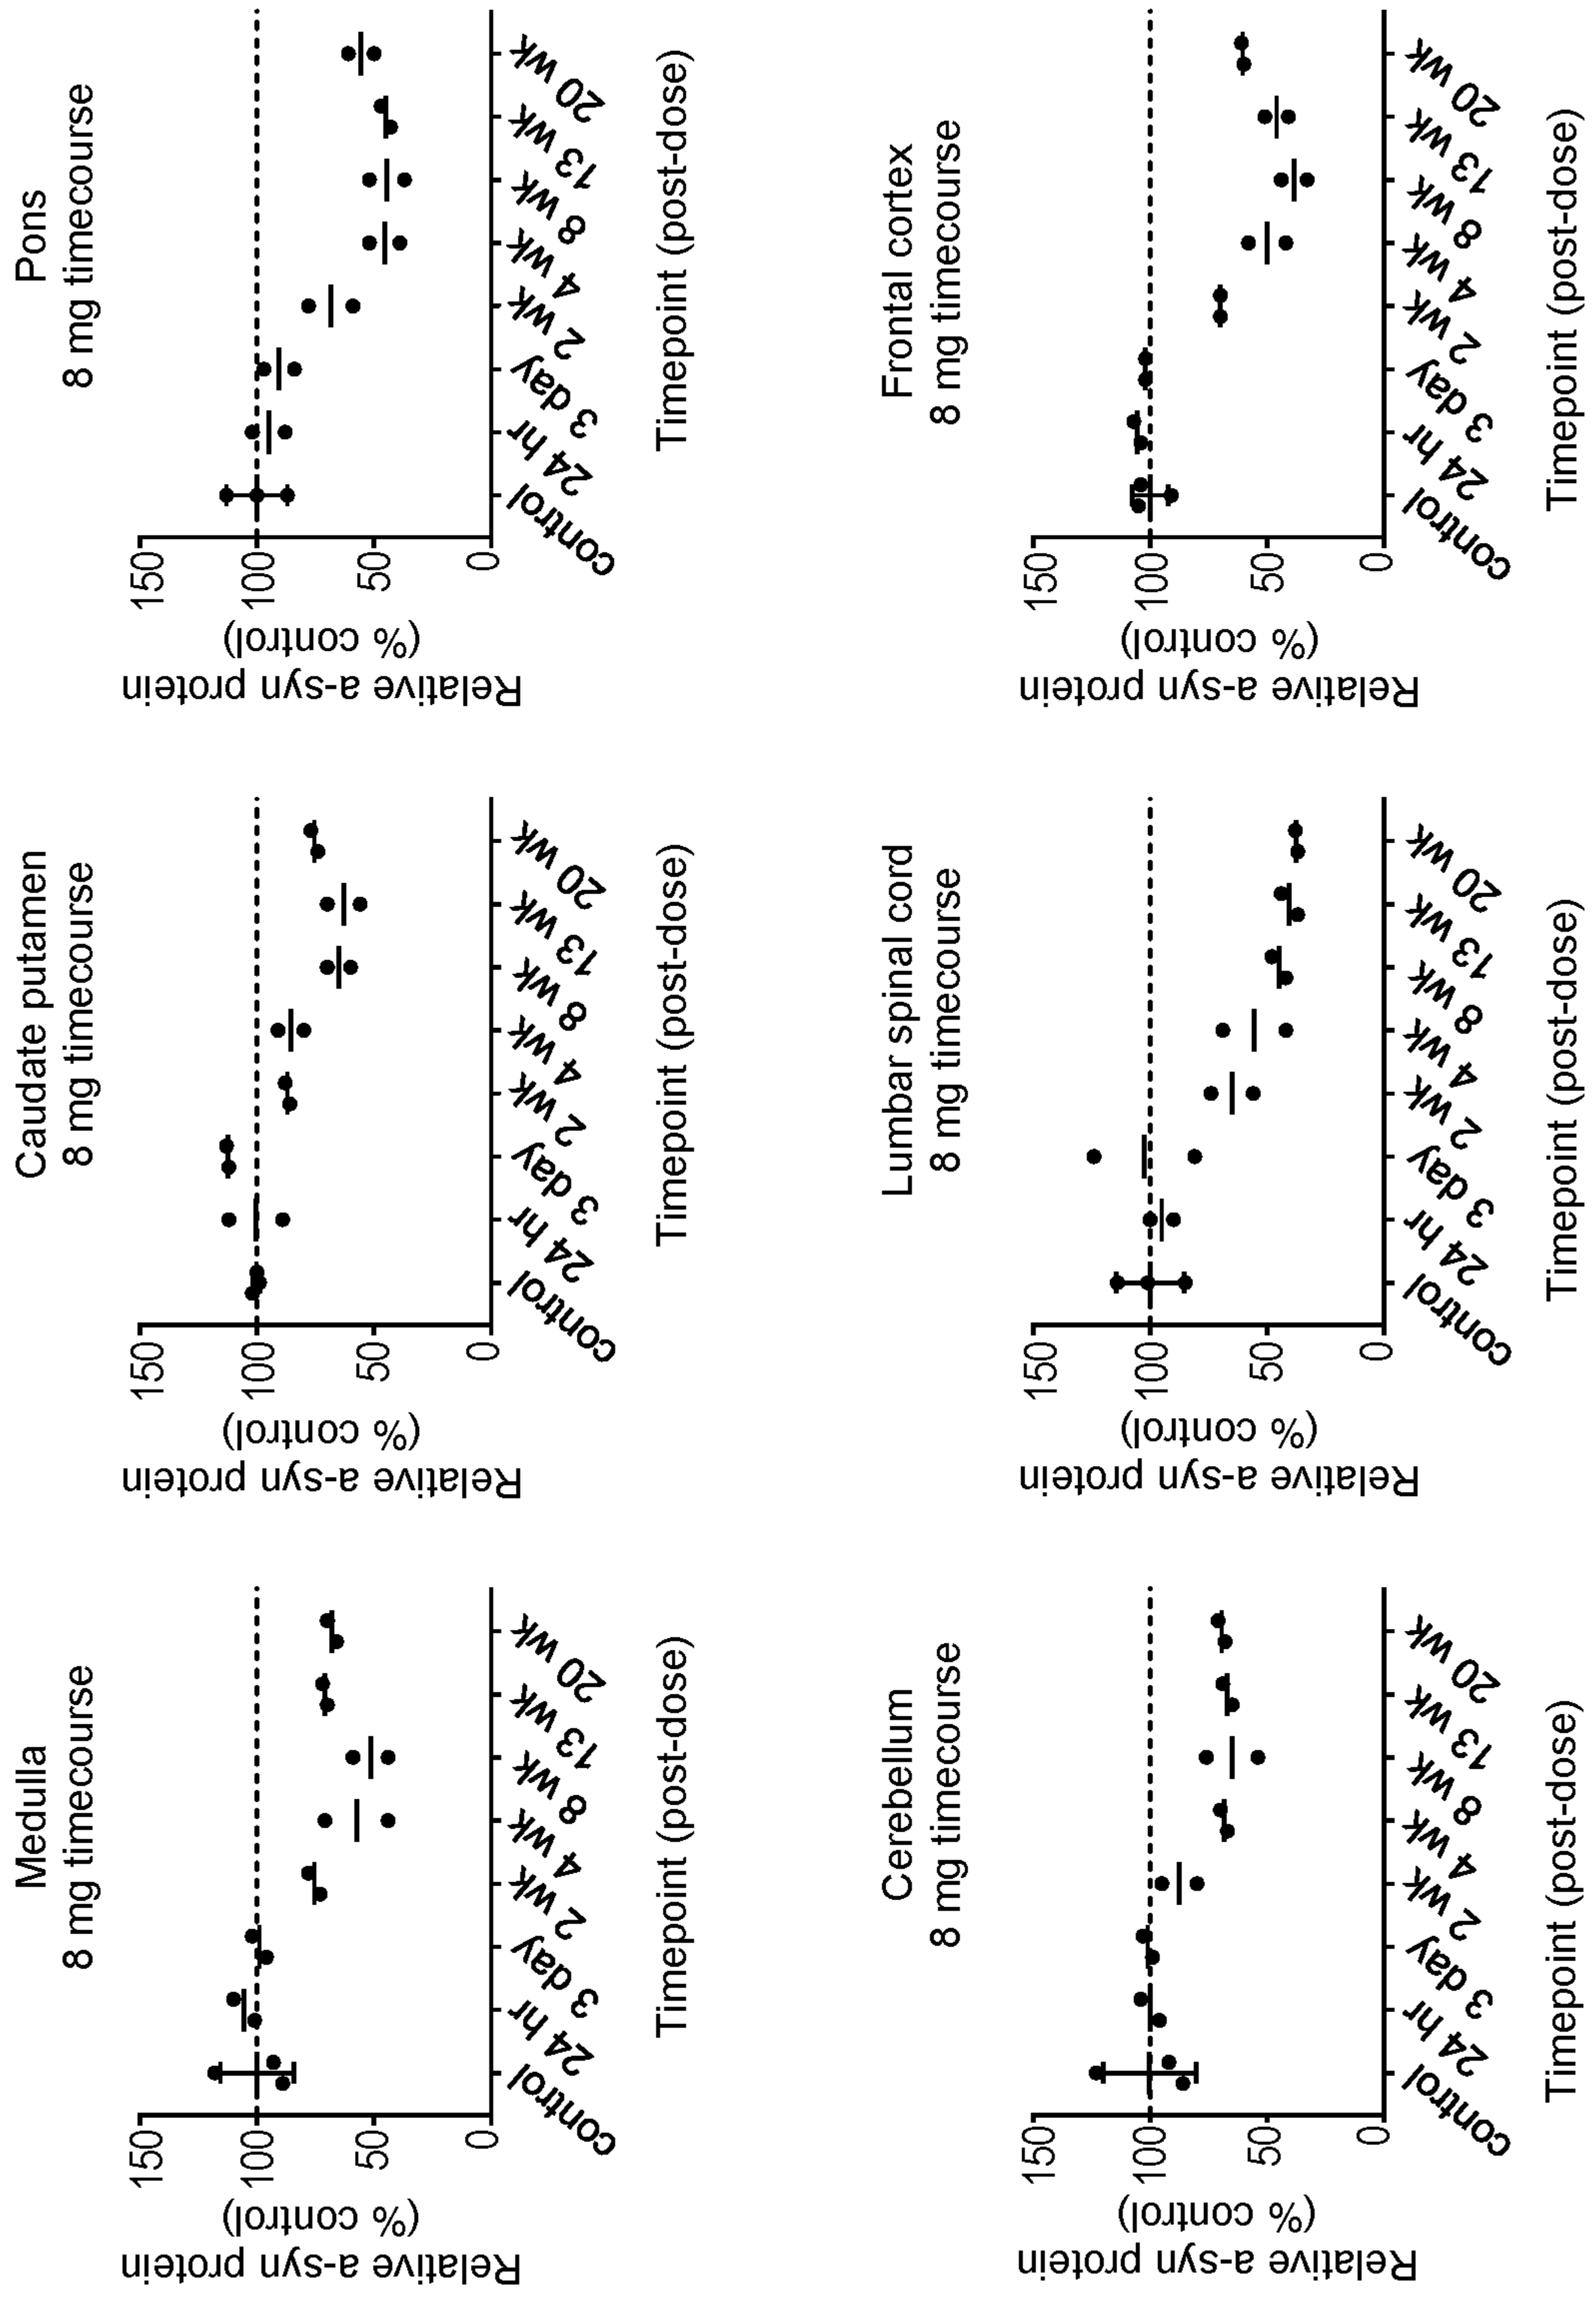 Medulla
8 mg timecourse
Relative a-syn protein
(% control)
150
100
50
0
control
24 hr
3 day
2 wk
4 wk
8 wk
13 wk
20 wk
Timepoint (post-dose)
Caudate putamen
8 mg timecourse
Relative a-syn protein
(% control)
150
100
50
0
control
24 hr
3 day
2 wk
4 wk
8 wk
13 wk
20 wk
Timepoint (post-dose)
Pons
8 mg timecourse
Relative a-syn protein
(% control)
150
100
50
0
control
24 hr
3 day
2 wk
4 wk
8 wk
13 wk
20 wk
Timepoint (post-dose)
Cerebellum
8 mg timecourse
Relative a-syn protein
(% control)
150
100
50
0
control
24 hr
3 day
2 wk
4 wk
8 wk
13 wk
20 wk
Timepoint (post-dose)
Lumbar spinal cord
8 mg timecourse
Relative a-syn protein
(% control)
150
100
50
0
control
24 hr
3 day
2 wk
4 wk
8 wk
13 wk
20 wk
Timepoint (post-dose)
Frontal cortex
8 mg timecourse
Relative a-syn protein
(% control)
150
100
50
0
control
24 hr
3 day
2 wk
4 wk
8 wk
13 wk
20 wk
Timepoint (post-dose)